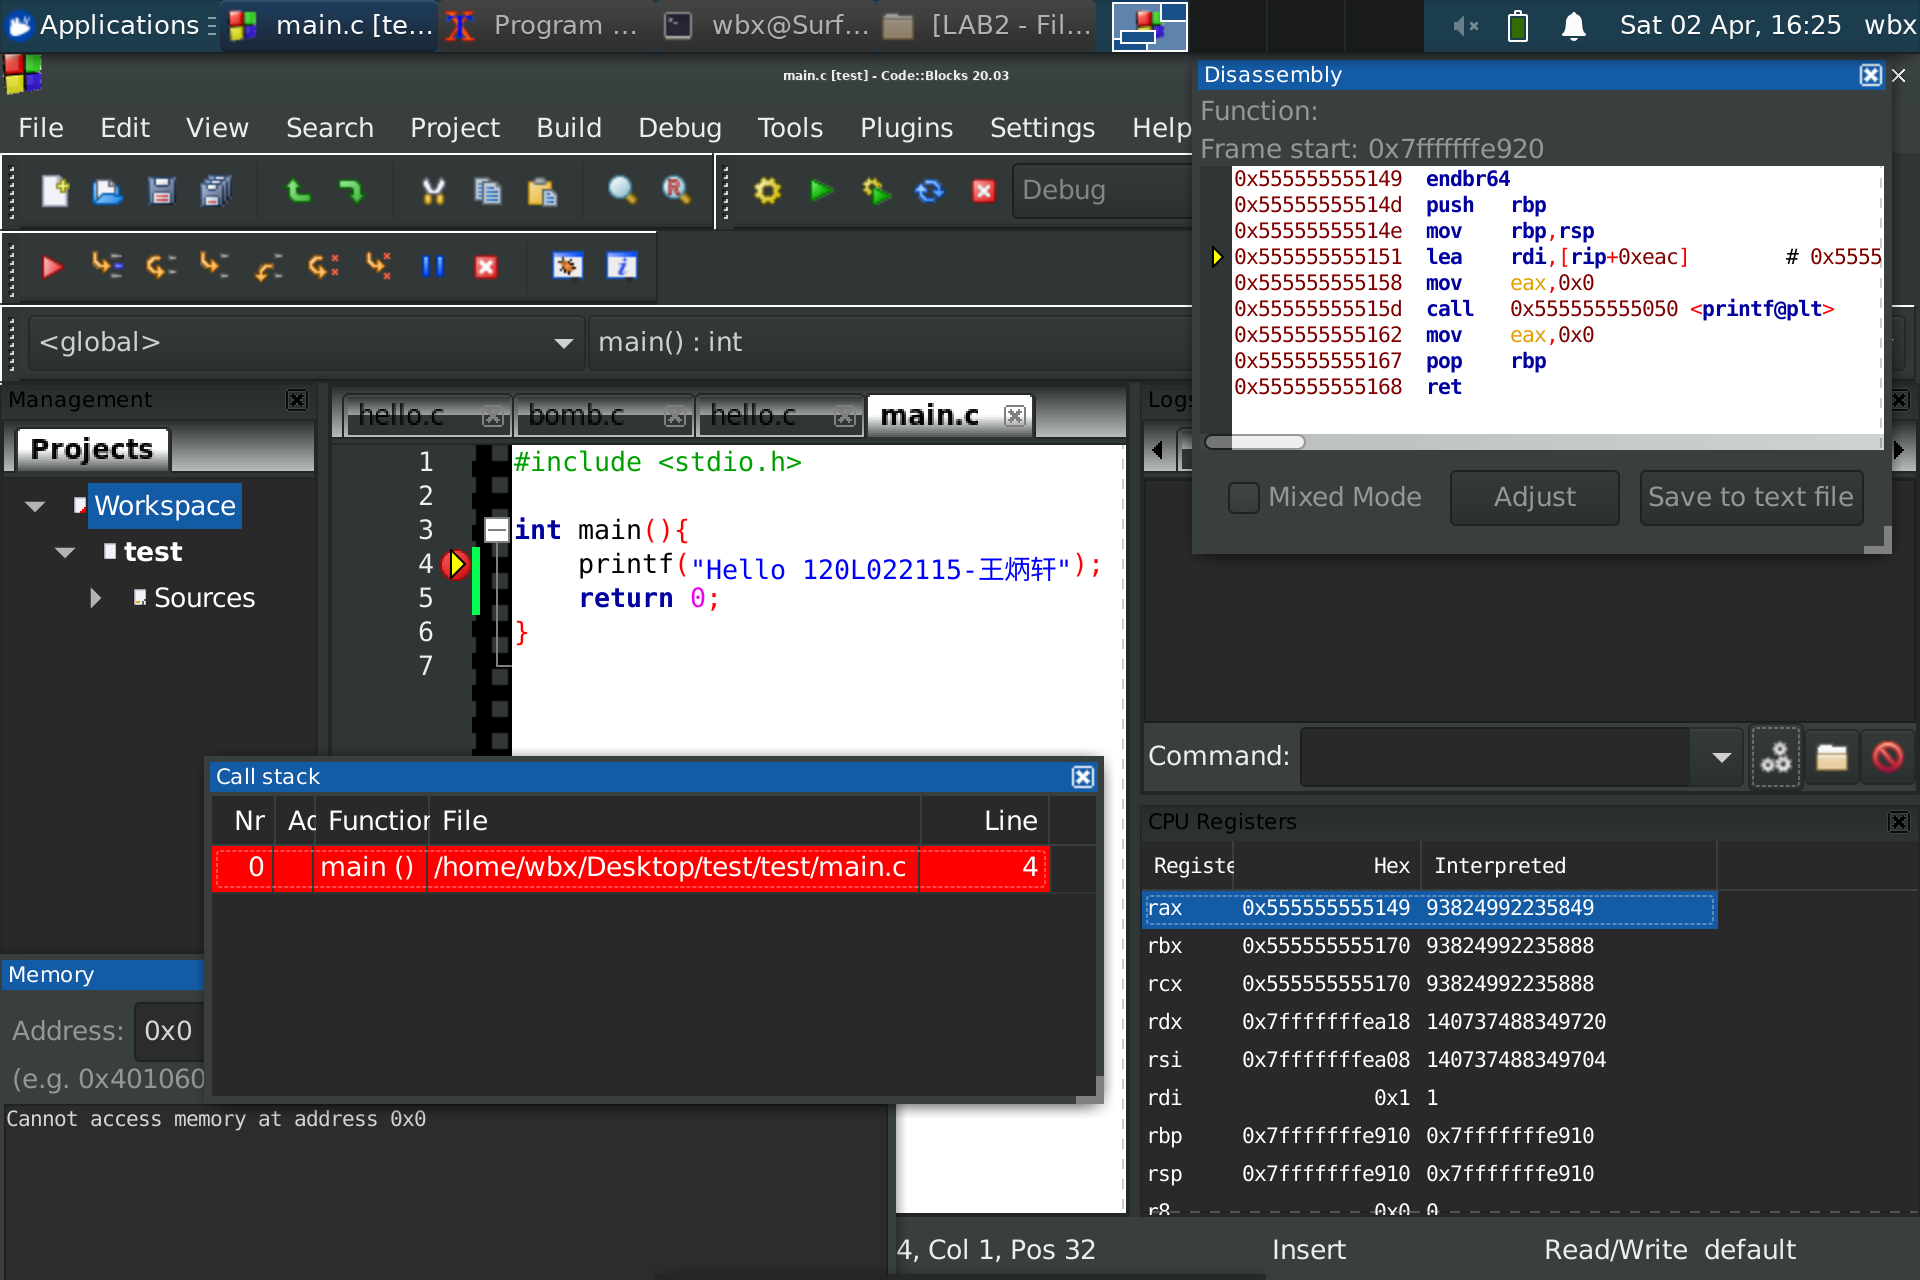 Applications
main.c [te...
Program ...
wbx@Surf...
[LAB2 - Fil...
Sat 02 Apr, 16:25
wbx
main.c [test] - Code::Blocks 20.03
File Edit View Search Project Build Debug Tools Plugins Settings Help
Debug
<global>
main() : int
Disassembly
Function:
Frame start: 0x7fffffffe920
0x555555555149 endbr64
0x55555555514d push rbp
0x55555555514e mov rbp,rsp
0x555555555151 lea rdi,[rip+0xeac] # 0x5555
0x555555555158 mov eax,0x0
0x55555555515d call 0x555555555050 <printf@plt>
0x555555555162 mov eax,0x0
0x555555555167 pop rbp
0x555555555168 ret
Mixed Mode
Adjust
Save to text file
Management
Projects
Workspace
test
Sources
hello.c bomb.c hello.c main.c
1 #include <stdio.h>
2
3 int main(){
4 printf("Hello 120L022115-王炳轩");
5 return 0;
6 }
7
Logs
Command:
Call stack
Nr Ad Function File Line
0 main () /home/wbx/Desktop/test/test/main.c 4
Memory
Address: 0x0
(e.g. 0x401060
Cannot access memory at address 0x0
CPU Registers
Registe Hex Interpreted
rax 0x555555555149 93824992235849
rbx 0x555555555170 93824992235888
rcx 0x555555555170 93824992235888
rdx 0x7fffffffea18 140737488349720
rsi 0x7fffffffea08 140737488349704
rdi 0x1 1
rbp 0x7fffffffe910 0x7fffffffe910
rsp 0x7fffffffe910 0x7fffffffe910
r8 0x0 0
4, Col 1, Pos 32
Insert
Read/Write default